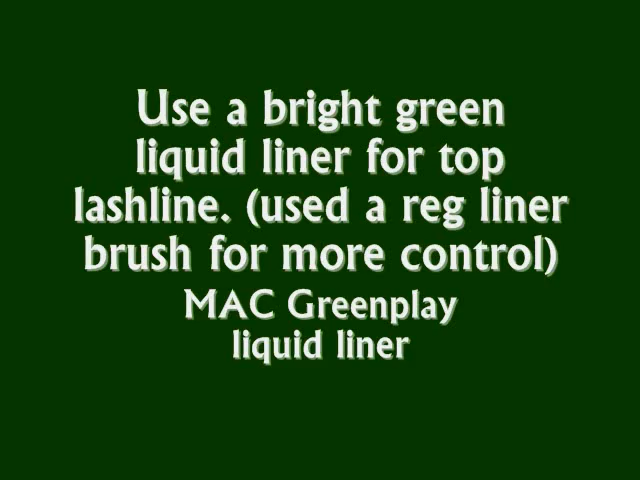 Use a bright green
liquid liner for top
lashline. (used a reg liner
brush for more control)
MAC Greenplay
liquid liner